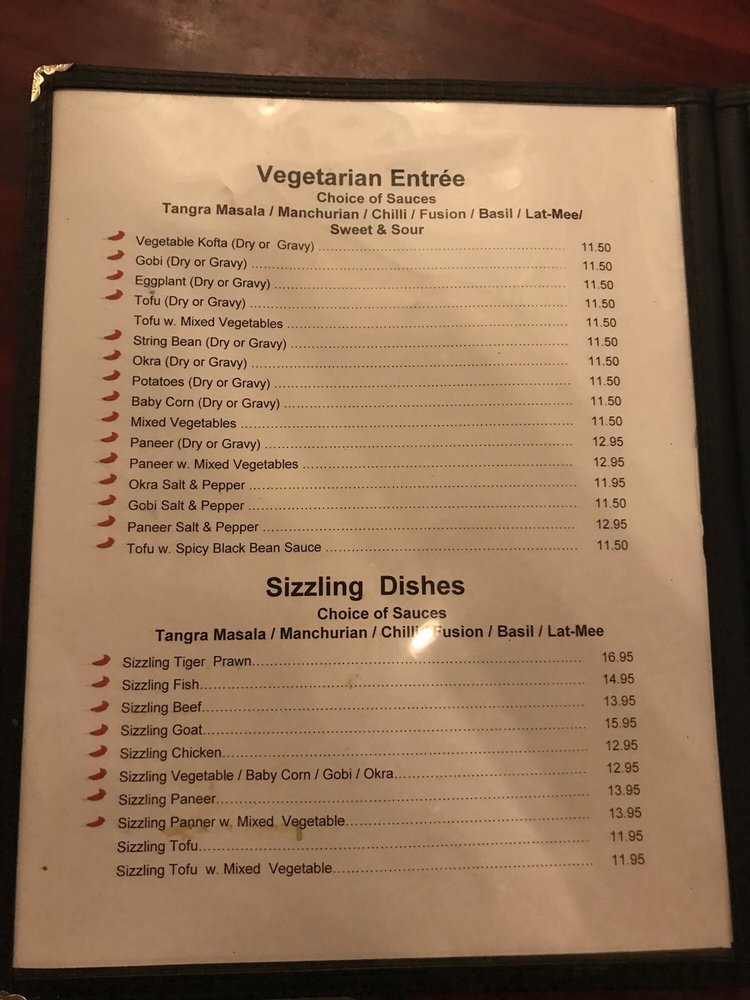 Vegetarian Entrée
Choice of Sauces
Tangra Masala / Manchurian / Chilli / Fusion / Basil / Lat-Mee/
Sweet & Sour
Vegetable Kofta (Dry or Gravy) 11.50
Gobi (Dry or Gravy) 11.50
Eggplant (Dry or Gravy) 11.50
Tofu (Dry or Gravy) 11.50
Tofu w. Mixed Vegetables 11.50
String Bean (Dry or Gravy) 11.50
Okra (Dry or Gravy) 11.50
Potatoes (Dry or Gravy) 11.50
Baby Corn (Dry or Gravy) 11.50
Mixed Vegetables 11.50
Paneer (Dry or Gravy) 12.95
Paneer w. Mixed Vegetables 12.95
Okra Salt & Pepper 11.95
Gobi Salt & Pepper 11.50
Paneer Salt & Pepper 12.95
Tofu w. Spicy Black Bean Sauce 11.50
Sizzling Dishes
Choice of Sauces
Tangra Masala / Manchurian / Chilli / Fusion / Basil / Lat-Mee
Sizzling Tiger Prawn 16.95
Sizzling Fish 14.95
Sizzling Beef 13.95
Sizzling Goat 15.95
Sizzling Chicken 12.95
Sizzling Vegetable / Baby Corn / Gobi / Okra 12.95
Sizzling Paneer 13.95
Sizzling Panner w. Mixed Vegetable 13.95
Sizzling Tofu 11.95
Sizzling Tofu w. Mixed Vegetable 11.95